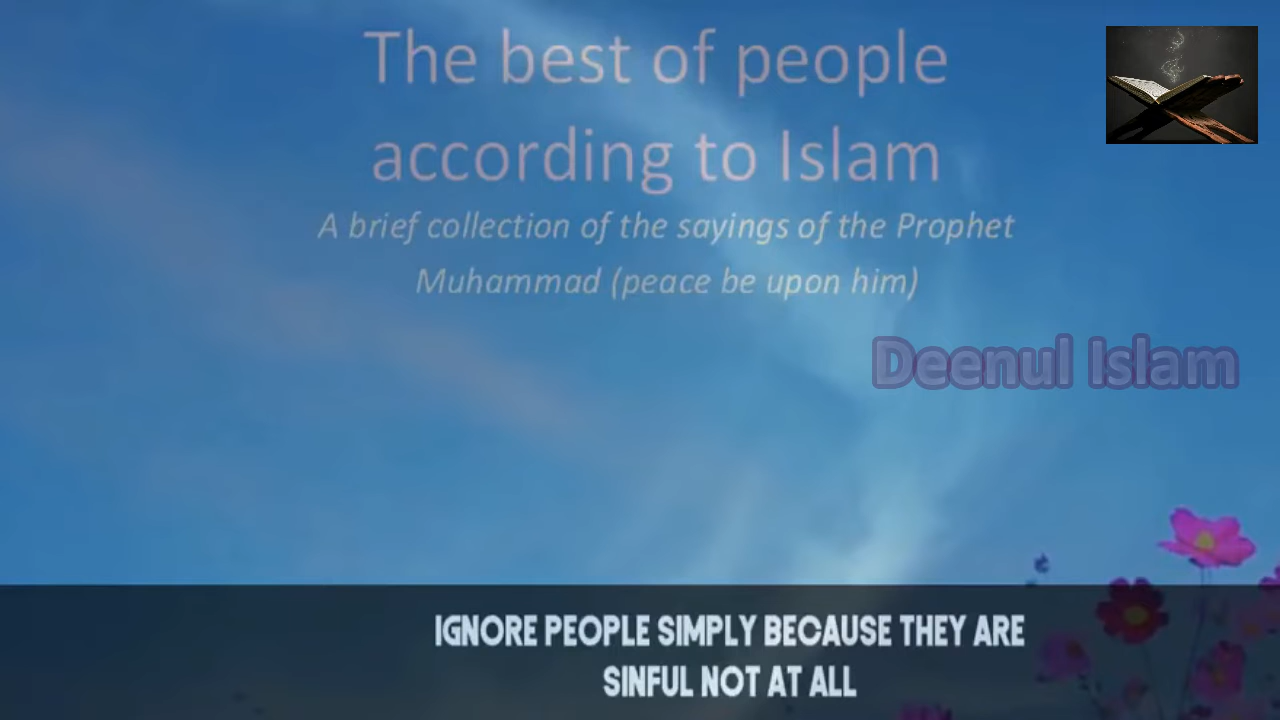 The best of people
according to Islam
A brief collection of the sayings of the Prophet
Muhammad (peace be upon him)
Deenul Islam
IGNORE PEOPLE SIMPLY BECAUSE THEY ARE
SINFUL NOT AT ALL